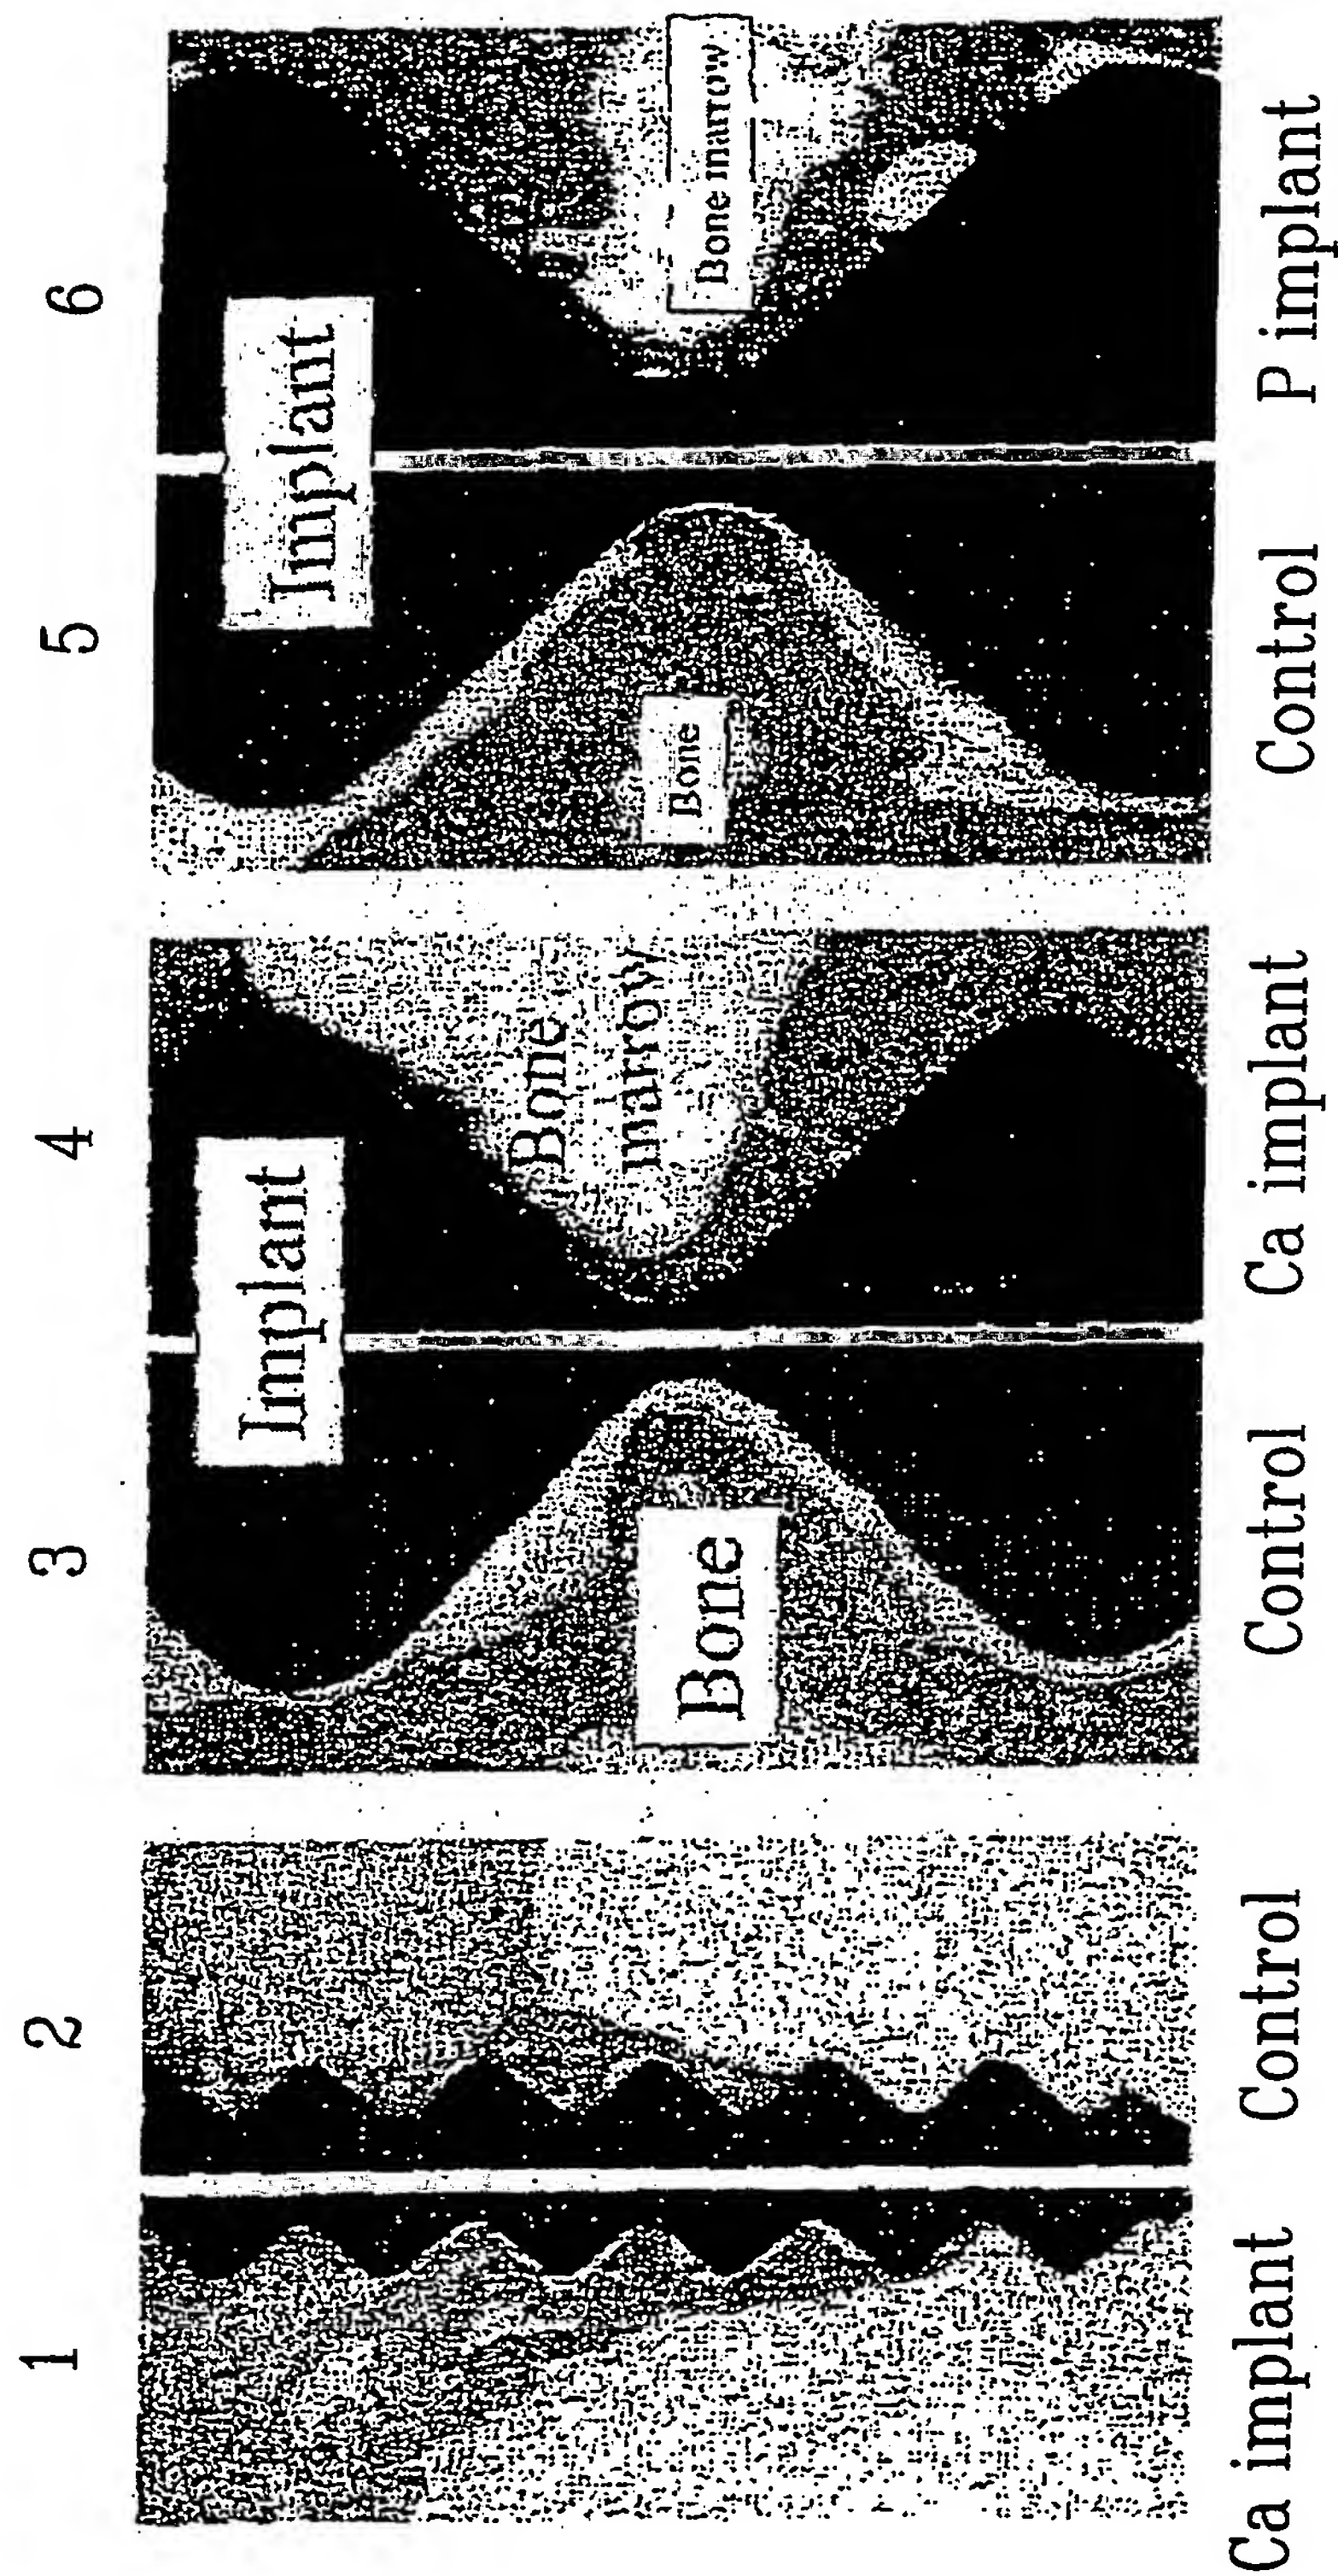 1 2 3 4 5 6
Implant
Implant
Bone
Bone
marrow
Bone
Bone marrow
Ca implant Control Control Ca implant Control P implant